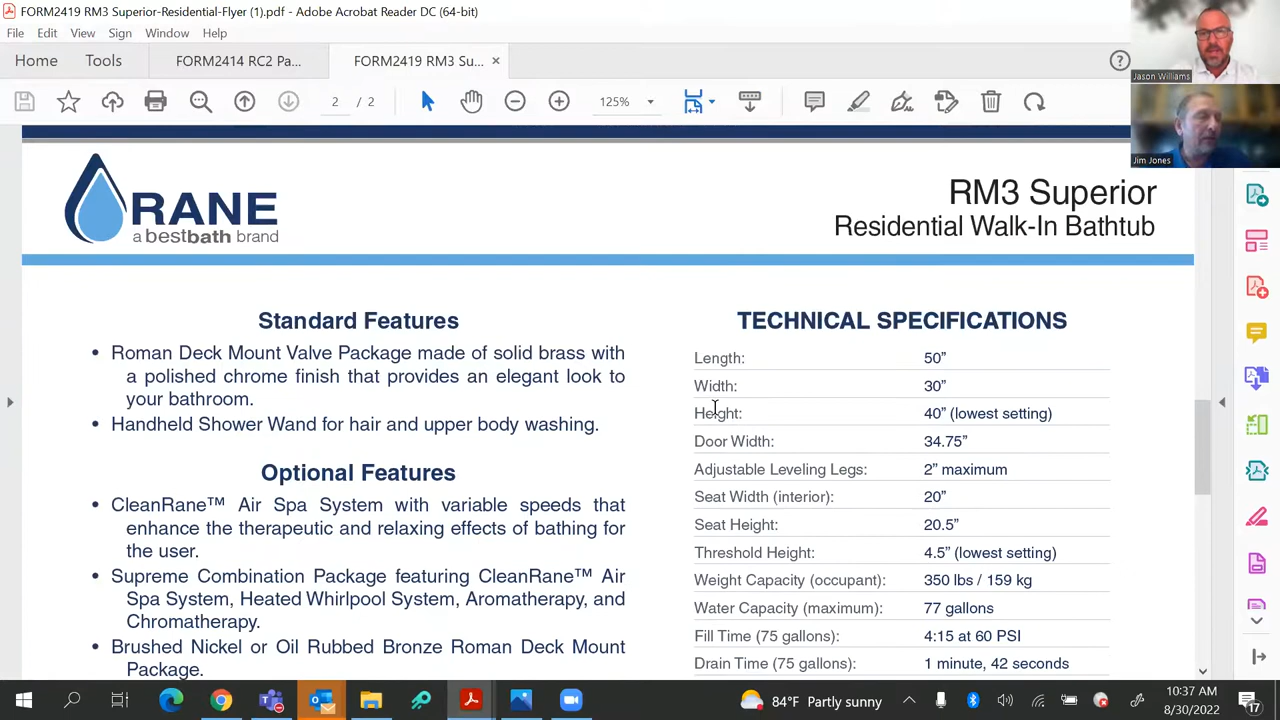 FORM2419 RM3 Superior-Residential-Flyer (1).pdf - Adobe Acrobat Reader DC (64-bit)
File Edit View Sign Window Help
Home Tools FORM2414 RC2 Pa... FORM2419 RM3 Su... ×
2 / 2 125%
Jason Williams
Jim Jones
RANE
a bestbath brand
RM3 Superior
Residential Walk-In Bathtub
Standard Features
• Roman Deck Mount Valve Package made of solid brass with
a polished chrome finish that provides an elegant look to
your bathroom.
• Handheld Shower Wand for hair and upper body washing.
Optional Features
• CleanRane™ Air Spa System with variable speeds that
enhance the therapeutic and relaxing effects of bathing for
the user.
• Supreme Combination Package featuring CleanRane™ Air
Spa System, Heated Whirlpool System, Aromatherapy, and
Chromatherapy.
• Brushed Nickel or Oil Rubbed Bronze Roman Deck Mount
Package.
TECHNICAL SPECIFICATIONS
Length: 50”
Width: 30”
Height: 40” (lowest setting)
Door Width: 34.75”
Adjustable Leveling Legs: 2” maximum
Seat Width (interior): 20”
Seat Height: 20.5”
Threshold Height: 4.5” (lowest setting)
Weight Capacity (occupant): 350 lbs / 159 kg
Water Capacity (maximum): 77 gallons
Fill Time (75 gallons): 4:15 at 60 PSI
Drain Time (75 gallons): 1 minute, 42 seconds
84°F Partly sunny
10:37 AM
8/30/2022
17